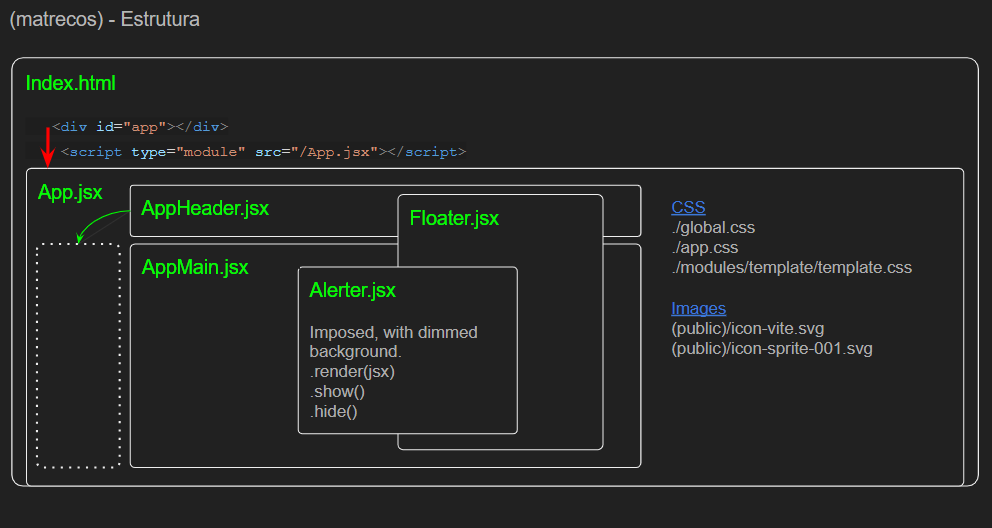 (matrecos) - Estrutura
Index.html
<div id="app"></div>
<script type="module" src="/App.jsx"></script>
App.jsx
AppHeader.jsx
Floater.jsx
AppMain.jsx
Alerter.jsx
Imposed, with dimmed
background.
.render(jsx)
.show()
.hide()
CSS
./global.css
./app.css
./modules/template/template.css
Images
(public)/icon-vite.svg
(public)/icon-sprite-001.svg